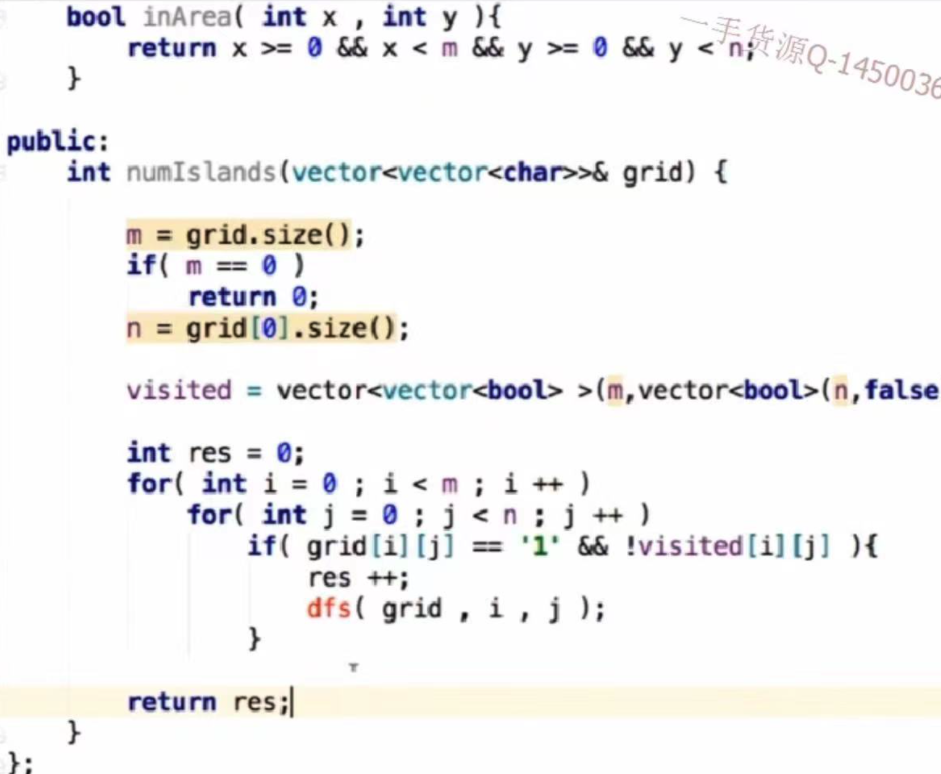 bool inArea( int x , int y ){
return x >= 0 && x < m && y >= 0 && y < n;
一手货源Q-1450036
}
public:
int numIslands(vector<vector<char>>& grid) {
m = grid.size();
if( m == 0 )
return 0;
n = grid[0].size();
visited = vector<vector<bool> >(m,vector<bool>(n,false
int res = 0;
for( int i = 0 ; i < m ; i ++ )
for( int j = 0 ; j < n ; j ++ )
if( grid[i][j] == '1' && !visited[i][j] ){
res ++;
dfs( grid , i , j );
}
return res;
}
};